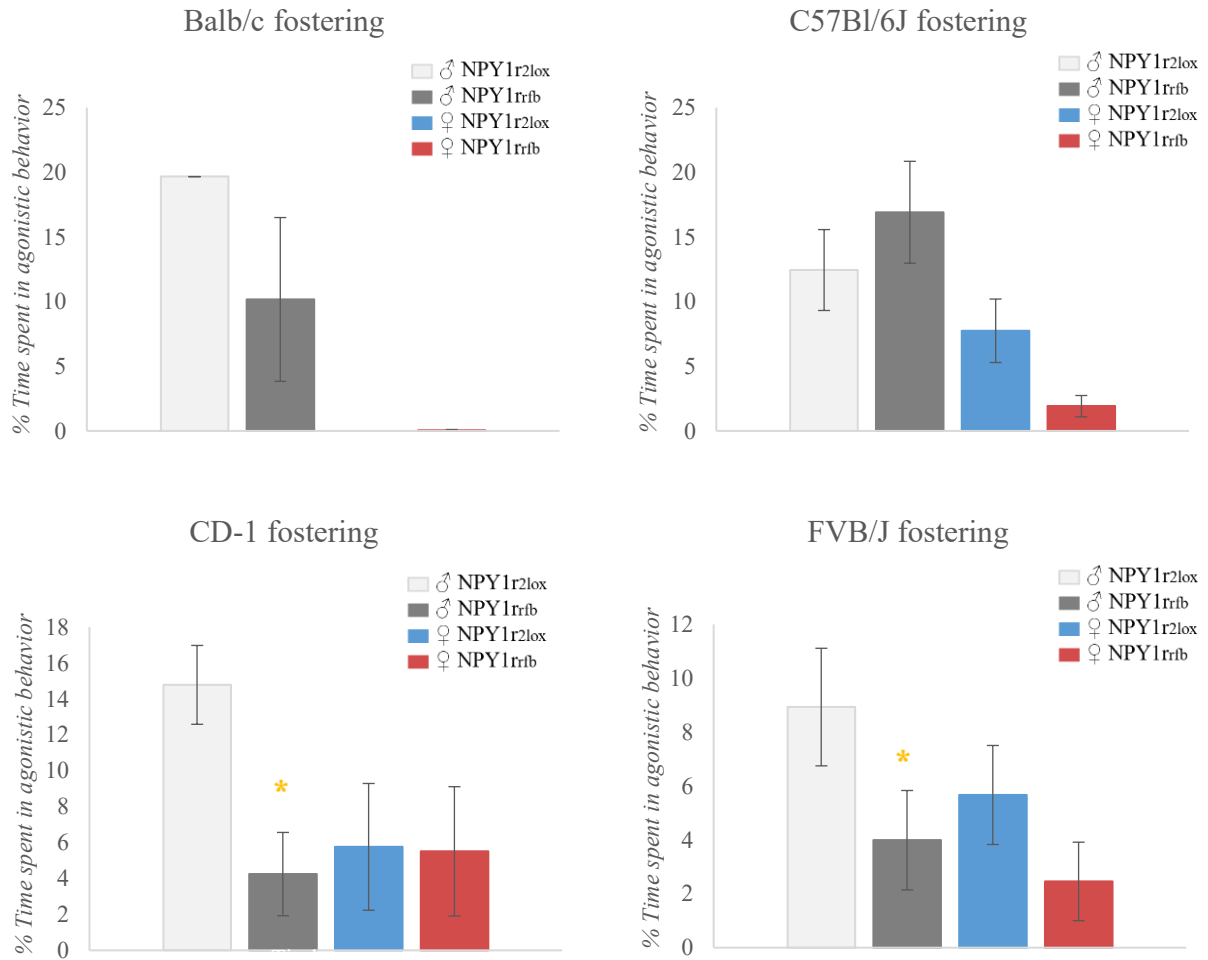 Balb/c fostering
% Time spent in agonistic behavior
25
20
15
10
5
0
♂ NPY1r2lox
♂ NPY1rrfb
♀ NPY1r2lox
♀ NPY1rrfb
C57Bl/6J fostering
% Time spent in agonistic behavior
25
20
15
10
5
0
♂ NPY1r2lox
♂ NPY1rrfb
♀ NPY1r2lox
♀ NPY1rrfb
CD-1 fostering
% Time spent in agonistic behavior
18
16
14
12
10
8
6
4
2
0
♂ NPY1r2lox
♂ NPY1rrfb
♀ NPY1r2lox
♀ NPY1rrfb
*
FVB/J fostering
% Time spent in agonistic behavior
12
10
8
6
4
2
0
♂ NPY1r2lox
♂ NPY1rrfb
♀ NPY1r2lox
♀ NPY1rrfb
*